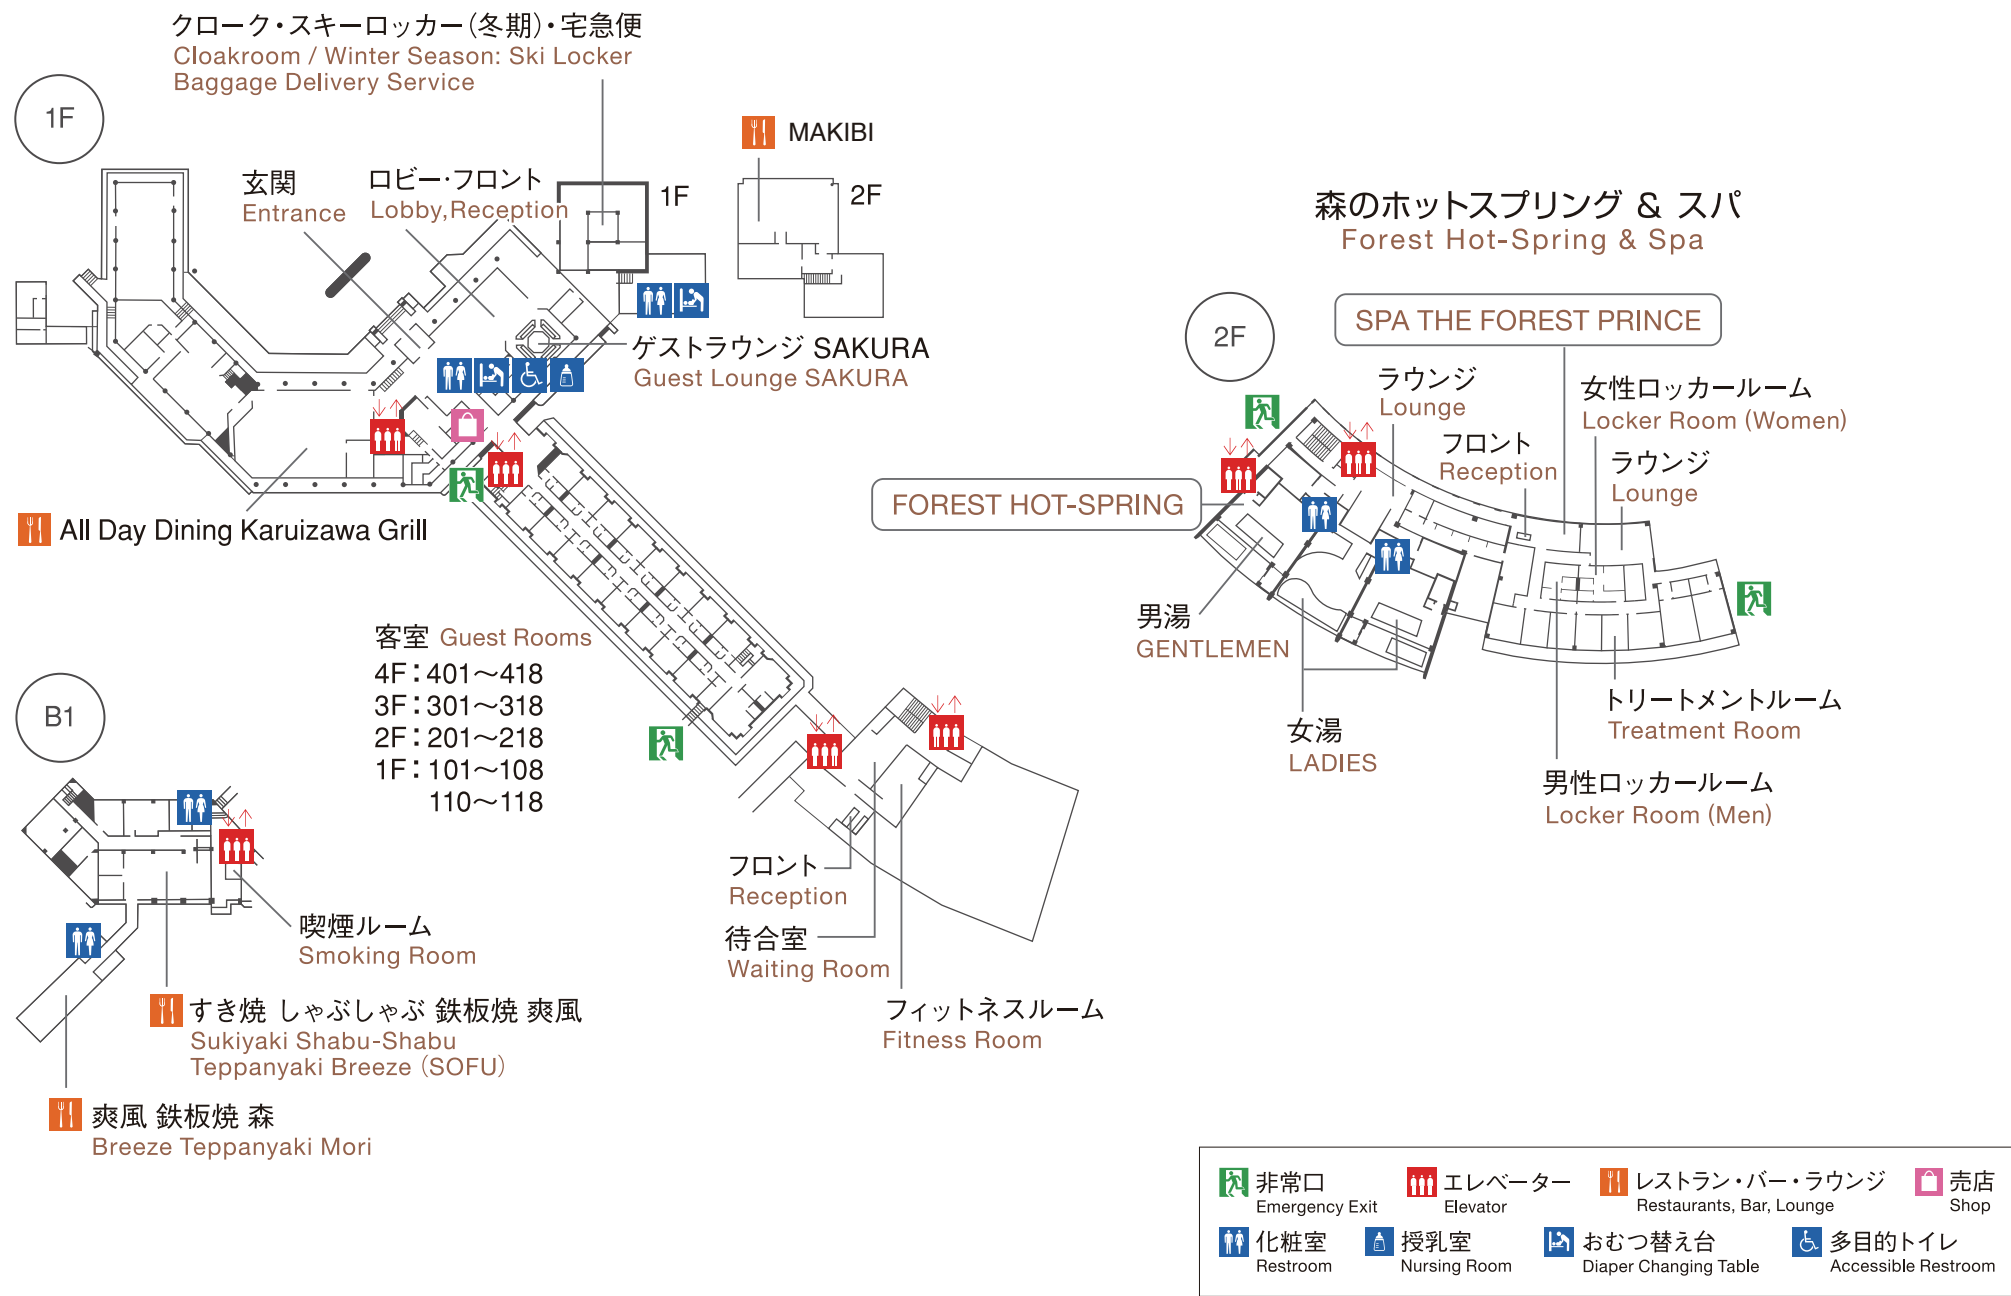 クローク・スキーロッカー(冬期)・宅急便
Cloakroom / Winter Season: Ski Locker
Baggage Delivery Service
1F
MAKIBI
玄関
Entrance
ロビー・フロント
Lobby,Reception
1F
2F
ゲストラウンジ SAKURA
Guest Lounge SAKURA
All Day Dining Karuizawa Grill
客室 Guest Rooms
4F：401〜418
3F：301〜318
2F：201〜218
1F：101〜108
110〜118
フロント
Reception
待合室
Waiting Room
フィットネスルーム
Fitness Room
B1
喫煙ルーム
Smoking Room
すき焼 しゃぶしゃぶ 鉄板焼 爽風
Sukiyaki Shabu-Shabu
Teppanyaki Breeze (SOFU)
爽風 鉄板焼 森
Breeze Teppanyaki Mori
森のホットスプリング & スパ
Forest Hot-Spring & Spa
2F
SPA THE FOREST PRINCE
ラウンジ
Lounge
女性ロッカールーム
Locker Room (Women)
フロント
Reception
ラウンジ
Lounge
FOREST HOT-SPRING
男湯
GENTLEMEN
女湯
LADIES
トリートメントルーム
Treatment Room
男性ロッカールーム
Locker Room (Men)
非常口
Emergency Exit
エレベーター
Elevator
レストラン・バー・ラウンジ
Restaurants, Bar, Lounge
売店
Shop
化粧室
Restroom
授乳室
Nursing Room
おむつ替え台
Diaper Changing Table
多目的トイレ
Accessible Restroom